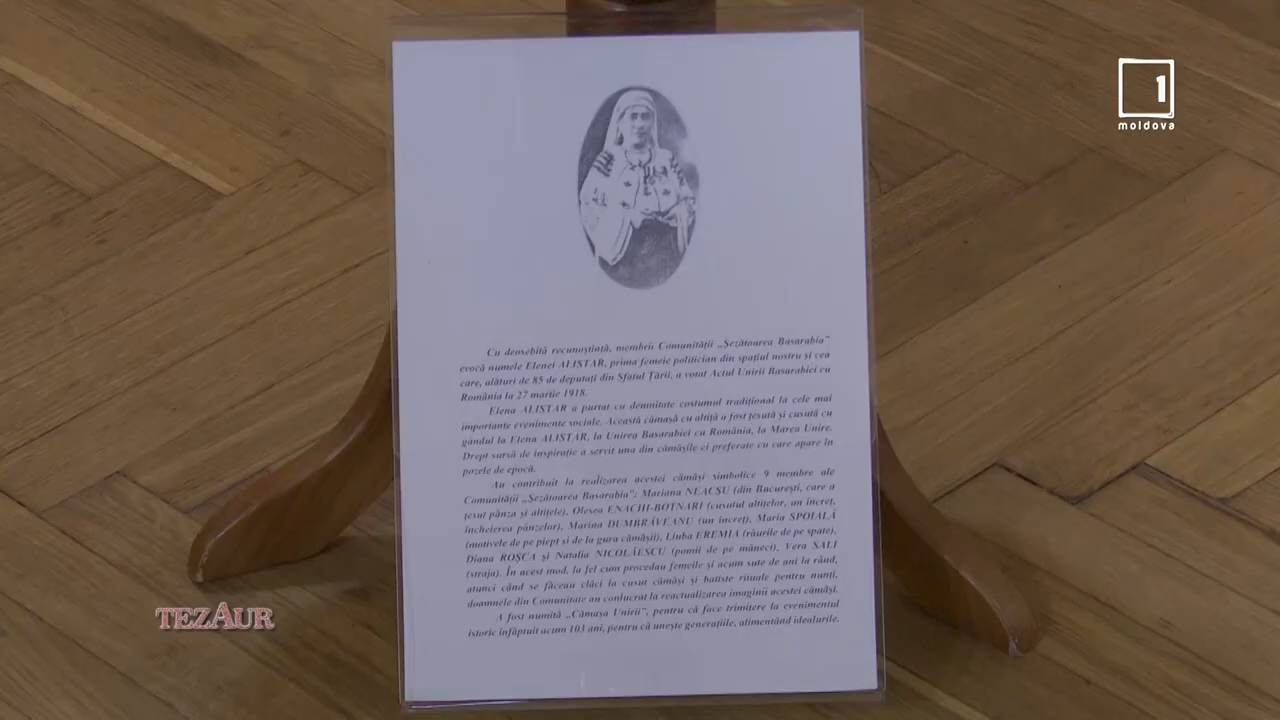 1
moldova
Cu deosebită recunoștință, membrii Comunității „Șezătoarea Basarabia”
evocă numele Elenei ALISTAR, prima femeie politician din spațiul nostru și cea
care, alături de 85 de deputați din Sfatul Țării, a votat Actul Unirii Basarabiei cu
România la 27 martie 1918.
Elena ALISTAR a purtat cu demnitate costumul tradițional la cele mai
importante evenimente sociale. Această cămașă cu altiță a fost țesută și cusută cu
gândul la Elena ALISTAR, la Unirea Basarabiei cu România, la Marea Unire.
Drept sursă de inspirație a servit una din cămășile ei preferate cu care apare în
pozele de epocă.
Au contribuit la realizarea acestei cămăși simbolice 9 membre ale
Comunității „Șezătoarea Basarabia”: Mariana NEACȘU (din București, care a
țesut pânza și altițele), Olesea ENACHI-BOTNARI (cusutul altițelor, un încreț,
încheierea pânzelor), Marina DUMBRĂVEANU (un încreț), Maria SPOIALĂ
(motivele de pe piept și de la gura cămășii), Liuba EREMIA (râurile de pe spate),
Diana ROȘCA și Natalia NICOLĂESCU (pomii de pe mâneci), Vera SALI
(straja). În acest mod, la fel cum procedau femeile și acum sute de ani la rând,
atunci când se făceau clăci la cusut cămăși și batiste rituale pentru nunți,
doamnele din Comunitate au conlucrat la reactualizarea imaginii acestei cămăși.
A fost numită „Cămașa Unirii”, pentru că face trimitere la evenimentul
istoric înfăptuit acum 103 ani, pentru că unește generațiile, alimentând idealurile.
TEZAUR